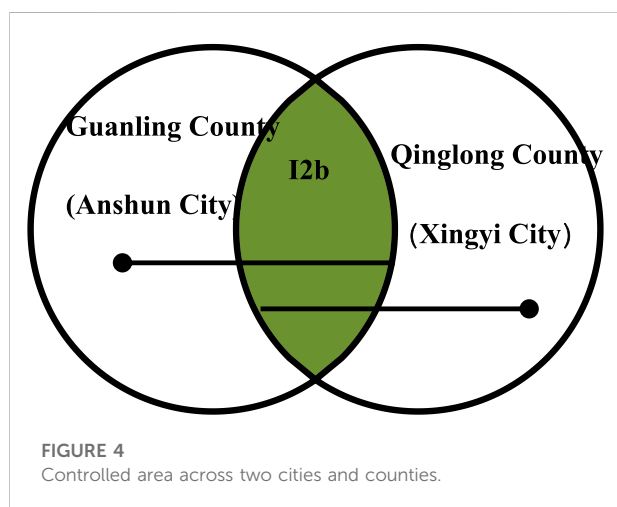 Guanling County
(Anshun City)
I2b
Qinglong County
(Xingyi City)
FIGURE 4
Controlled area across two cities and counties.